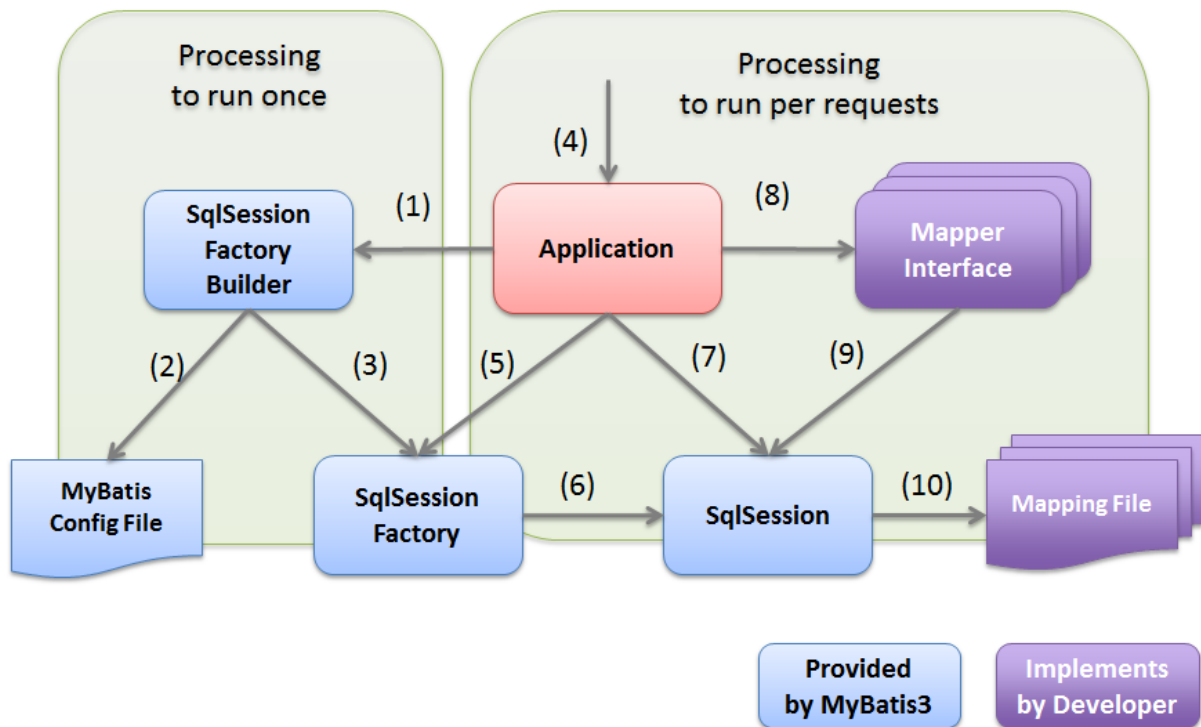 Processing
to run once
Processing
to run per requests
(4)
(1)
(8)
SqlSession
Factory
Builder
Application
Mapper
Interface
(2)
(3)
(5)
(7)
(9)
MyBatis
Config File
SqlSession
Factory
(6)
SqlSession
(10)
Mapping File
Provided
by MyBatis3
Implements
by Developer